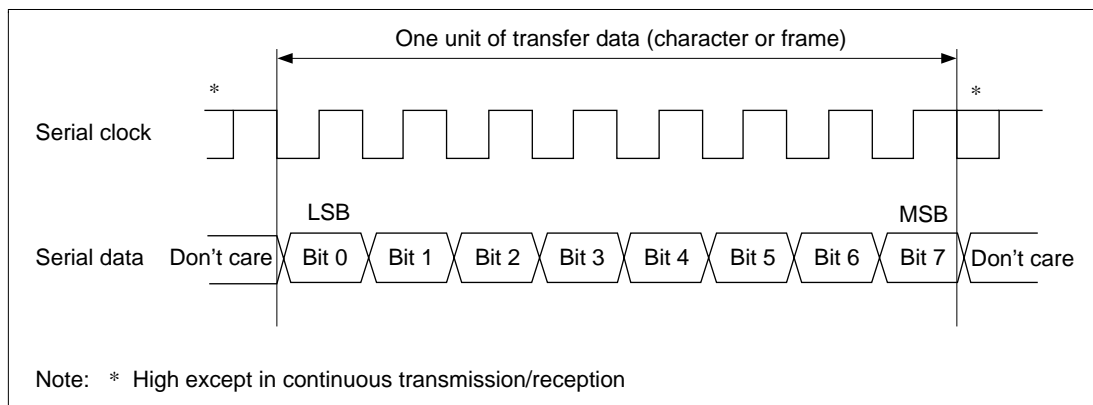 One unit of transfer data (character or frame)
* *
Serial clock
LSB MSB
Serial data Don't care Bit 0 Bit 1 Bit 2 Bit 3 Bit 4 Bit 5 Bit 6 Bit 7 Don't care
Note: * High except in continuous transmission/reception